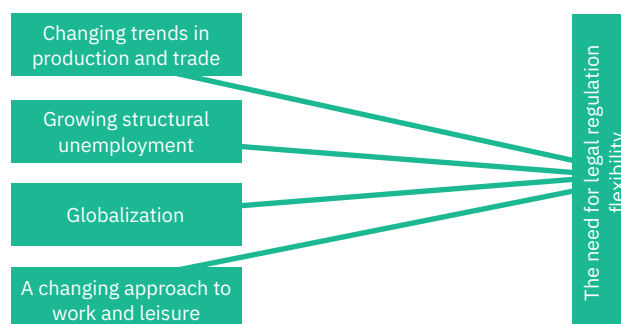 Changing trends in
production and trade
Growing structural
unemployment
Globalization
A changing approach to
work and leisure
The need for legal regulation
flexibility